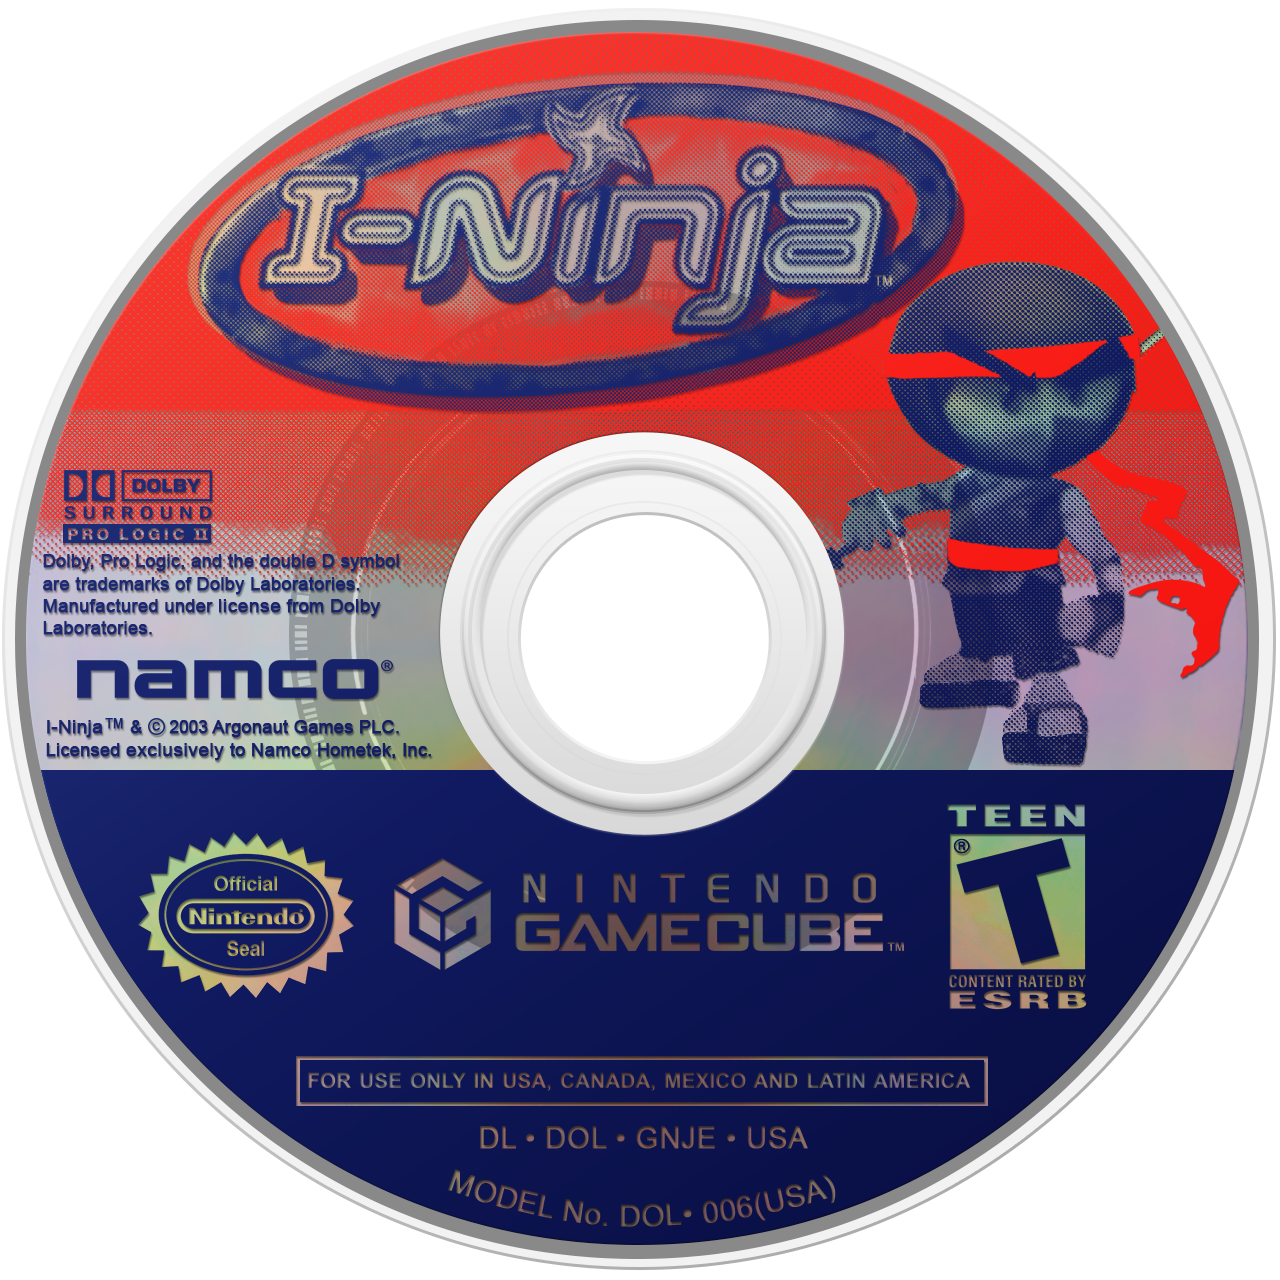 I-Ninja™
DOLBY
SURROUND
PRO LOGIC II
Dolby, Pro Logic, and the double D symbol
are trademarks of Dolby Laboratories.
Manufactured under license from Dolby
Laboratories.
namco®
I-Ninja™ & © 2003 Argonaut Games PLC.
Licensed exclusively to Namco Hometek, Inc.
Official
Nintendo
Seal
NINTENDO
GAMECUBE™
TEEN
®
T
CONTENT RATED BY
ESRB
FOR USE ONLY IN USA, CANADA, MEXICO AND LATIN AMERICA
DL • DOL • GNJE • USA
MODEL No. DOL • 006(USA)